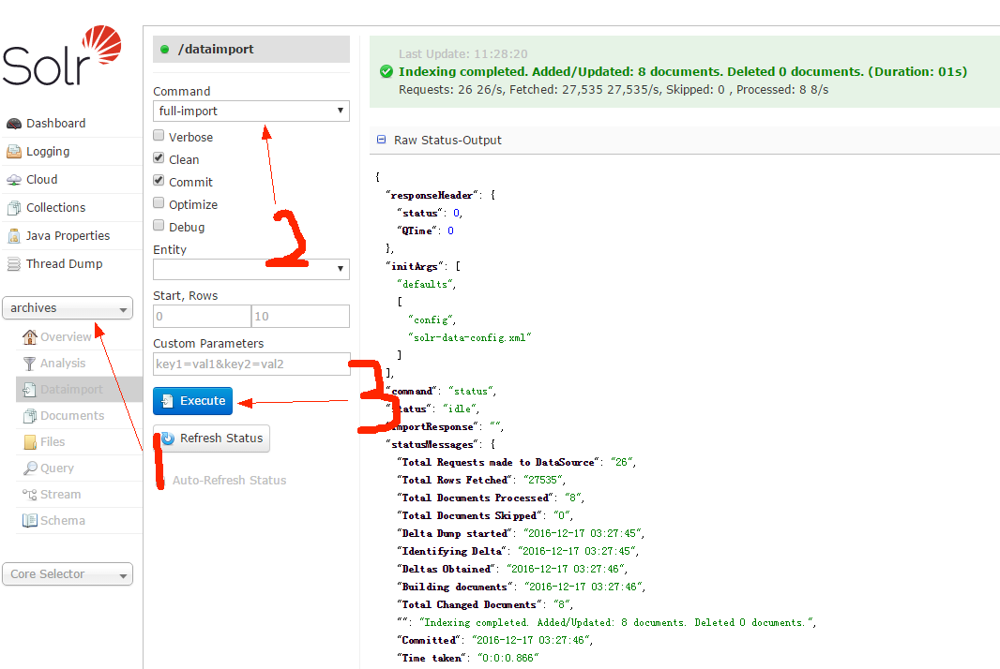 Solr
Dashboard
Logging
Cloud
Collections
Java Properties
Thread Dump
archives
Overview
Analysis
Dataimport
Documents
Files
Query
Stream
Schema
Core Selector
/dataimport
Command
full-import
Verbose
Clean
Commit
Optimize
Debug
Entity
Start, Rows
0 10
Custom Parameters
key1=val1&key2=val2
Execute
Refresh Status
Auto-Refresh Status
1
2
3
Last Update: 11:28:20
Indexing completed. Added/Updated: 8 documents. Deleted 0 documents. (Duration: 01s)
Requests: 26 26/s, Fetched: 27,535 27,535/s, Skipped: 0 , Processed: 8 8/s
Raw Status-Output
{
"responseHeader": {
"status": 0,
"QTime": 0
},
"initArgs": [
"defaults",
[
"config",
"solr-data-config.xml"
]
],
"command": "status",
"status": "idle",
"importResponse": "",
"statusMessages": {
"Total Requests made to DataSource": "26",
"Total Rows Fetched": "27535",
"Total Documents Processed": "8",
"Total Documents Skipped": "0",
"Delta Dump started": "2016-12-17 03:27:45",
"Identifying Delta": "2016-12-17 03:27:45",
"Deltas Obtained": "2016-12-17 03:27:46",
"Building documents": "2016-12-17 03:27:46",
"Total Changed Documents": "8",
"": "Indexing completed. Added/Updated: 8 documents. Deleted 0 documents.",
"Committed": "2016-12-17 03:27:46",
"Time taken": "0:0:0.866"